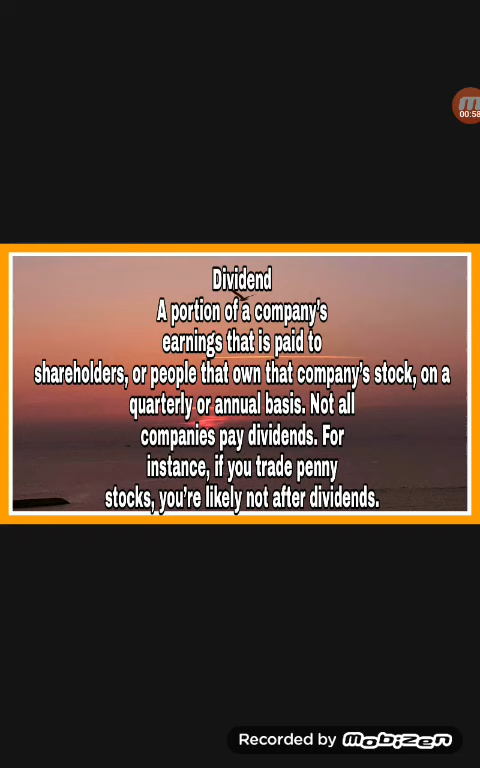 00:58
Dividend
A portion of a company's
earnings that is paid to
shareholders, or people that own that company's stock, on a
quarterly or annual basis. Not all
companies pay dividends. For
instance, if you trade penny
stocks, you're likely not after dividends.
Recorded by mobizen